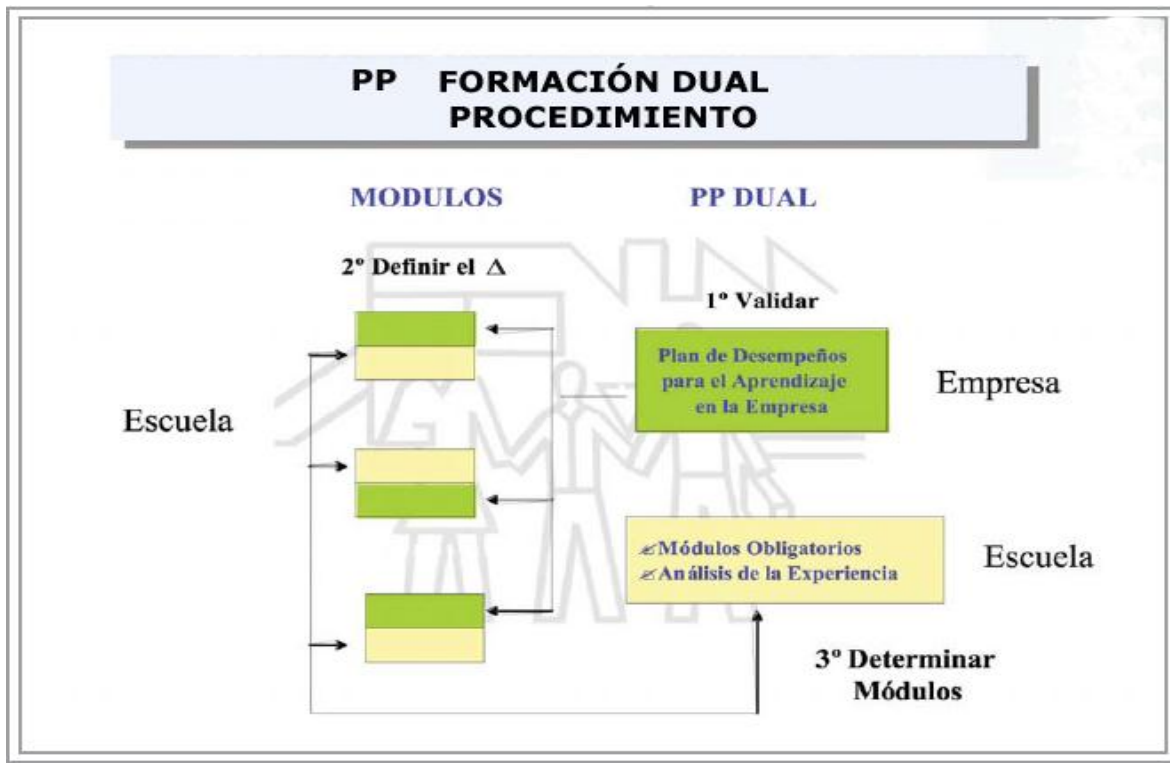 PP FORMACIÓN DUAL
PROCEDIMIENTO
MODULOS
PP DUAL
2º Definir el Δ
1º Validar
Plan de Desempeños
para el Aprendizaje
en la Empresa
Empresa
Escuela
Módulos Obligatorios
Análisis de la Experiencia
Escuela
3º Determinar
Módulos